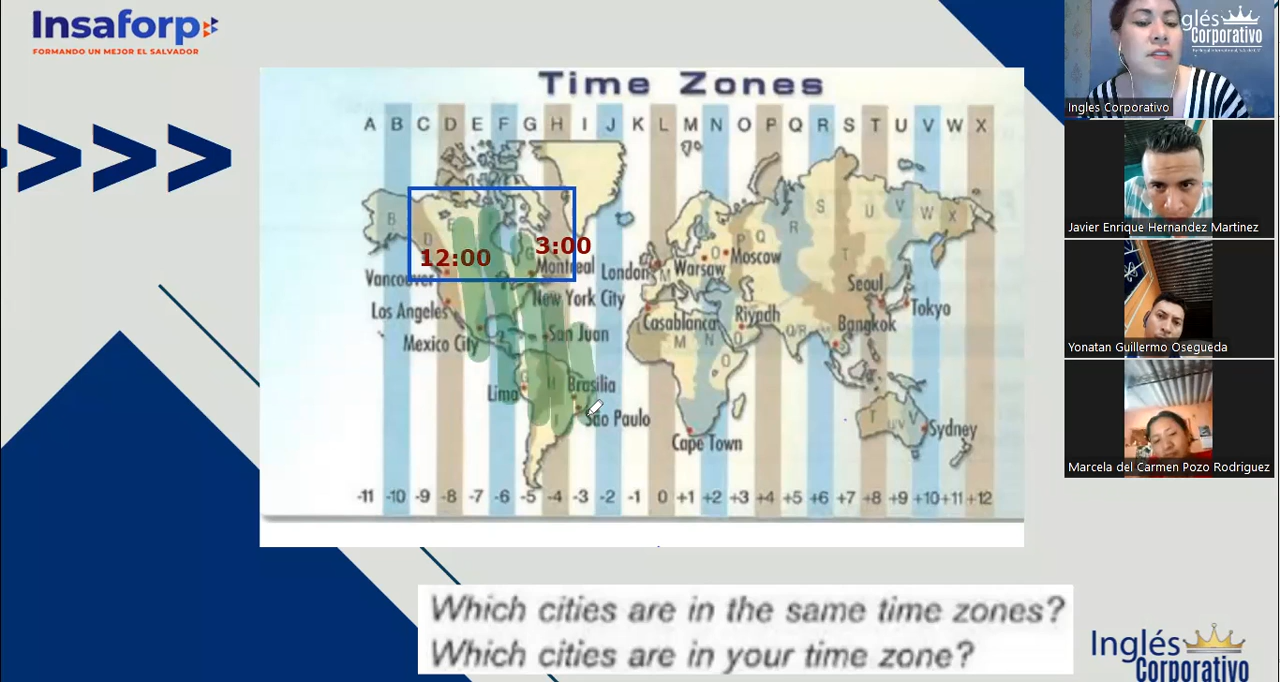 Insaforp
FORMANDO UN MEJOR EL SALVADOR
Time Zones
A B C D E F G H I J K L M N O P Q R S T U V W X
B
D
E
G
12:00
3:00
Vancouver
Montreal
London
M
Warsaw
O
Moscow
P
Q
R
S
T
U
V
W
X
Los Angeles
New York City
Casablanca
Riyadh
Seoul
Tokyo
Mexico City
San Juan
M
N
O
Q/R
Bangkok
Lima
G
H
Brasilia
São Paulo
O
T
U
V
Cape Town
Sydney
-11 -10 -9 -8 -7 -6 -5 -4 -3 -2 -1 0 +1 +2 +3 +4 +5 +6 +7 +8 +9 +10 +11 +12
Which cities are in the same time zones?
Which cities are in your time zone?
Inglés
Corporativo
glés
Corporativo
Ingles Corporativo
Javier Enrique Hernandez Martinez
Yonatan Guillermo Osegueda
Marcela del Carmen Pozo Rodriguez